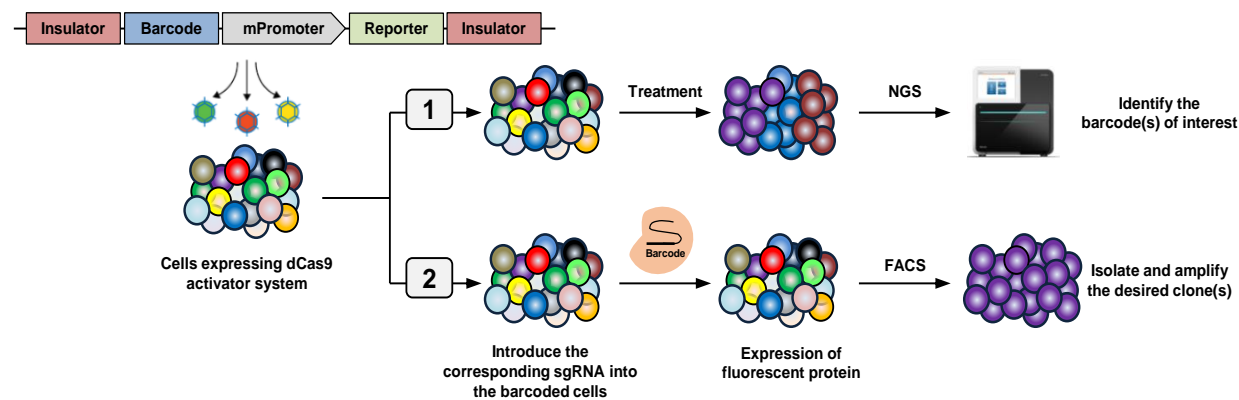 Insulator Barcode mPromoter Reporter Insulator
1
Treatment
NGS
Identify the
barcode(s) of interest
Cells expressing dCas9
activator system
2
Barcode
FACS
Isolate and amplify
the desired clone(s)
Introduce the
corresponding sgRNA into
the barcoded cells
Expression of
fluorescent protein